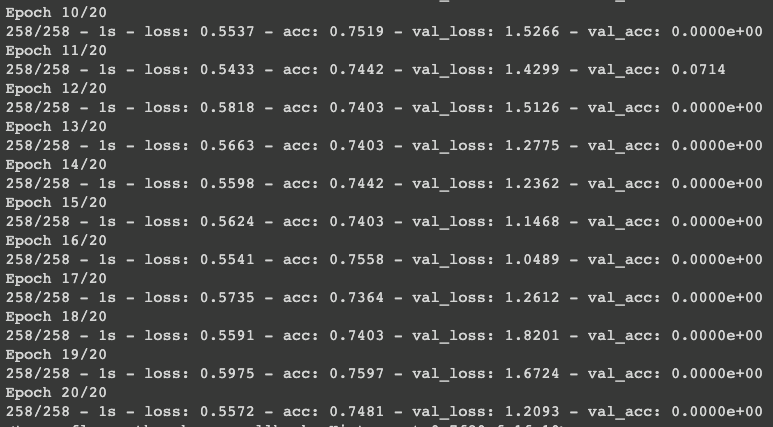 Epoch 10/20
258/258 - 1s - loss: 0.5537 - acc: 0.7519 - val_loss: 1.5266 - val_acc: 0.0000e+00
Epoch 11/20
258/258 - 1s - loss: 0.5433 - acc: 0.7442 - val_loss: 1.4299 - val_acc: 0.0714
Epoch 12/20
258/258 - 1s - loss: 0.5818 - acc: 0.7403 - val_loss: 1.5126 - val_acc: 0.0000e+00
Epoch 13/20
258/258 - 1s - loss: 0.5663 - acc: 0.7403 - val_loss: 1.2775 - val_acc: 0.0000e+00
Epoch 14/20
258/258 - 1s - loss: 0.5598 - acc: 0.7442 - val_loss: 1.2362 - val_acc: 0.0000e+00
Epoch 15/20
258/258 - 1s - loss: 0.5624 - acc: 0.7403 - val_loss: 1.1468 - val_acc: 0.0000e+00
Epoch 16/20
258/258 - 1s - loss: 0.5541 - acc: 0.7558 - val_loss: 1.0489 - val_acc: 0.0000e+00
Epoch 17/20
258/258 - 1s - loss: 0.5735 - acc: 0.7364 - val_loss: 1.2612 - val_acc: 0.0000e+00
Epoch 18/20
258/258 - 1s - loss: 0.5591 - acc: 0.7403 - val_loss: 1.8201 - val_acc: 0.0000e+00
Epoch 19/20
258/258 - 1s - loss: 0.5975 - acc: 0.7597 - val_loss: 1.6724 - val_acc: 0.0000e+00
Epoch 20/20
258/258 - 1s - loss: 0.5572 - acc: 0.7481 - val_loss: 1.2093 - val_acc: 0.0000e+00